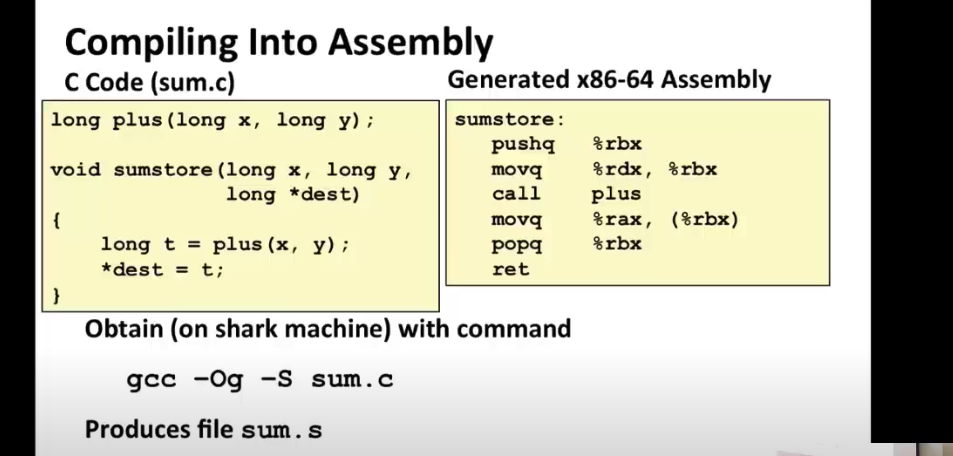 Compiling Into Assembly
C Code (sum.c)
long plus(long x, long y);
void sumstore(long x, long y,
long *dest)
{
long t = plus(x, y);
*dest = t;
}
Generated x86-64 Assembly
sumstore:
pushq %rbx
movq %rdx, %rbx
call plus
movq %rax, (%rbx)
popq %rbx
ret
Obtain (on shark machine) with command
gcc –Og –S sum.c
Produces file sum.s